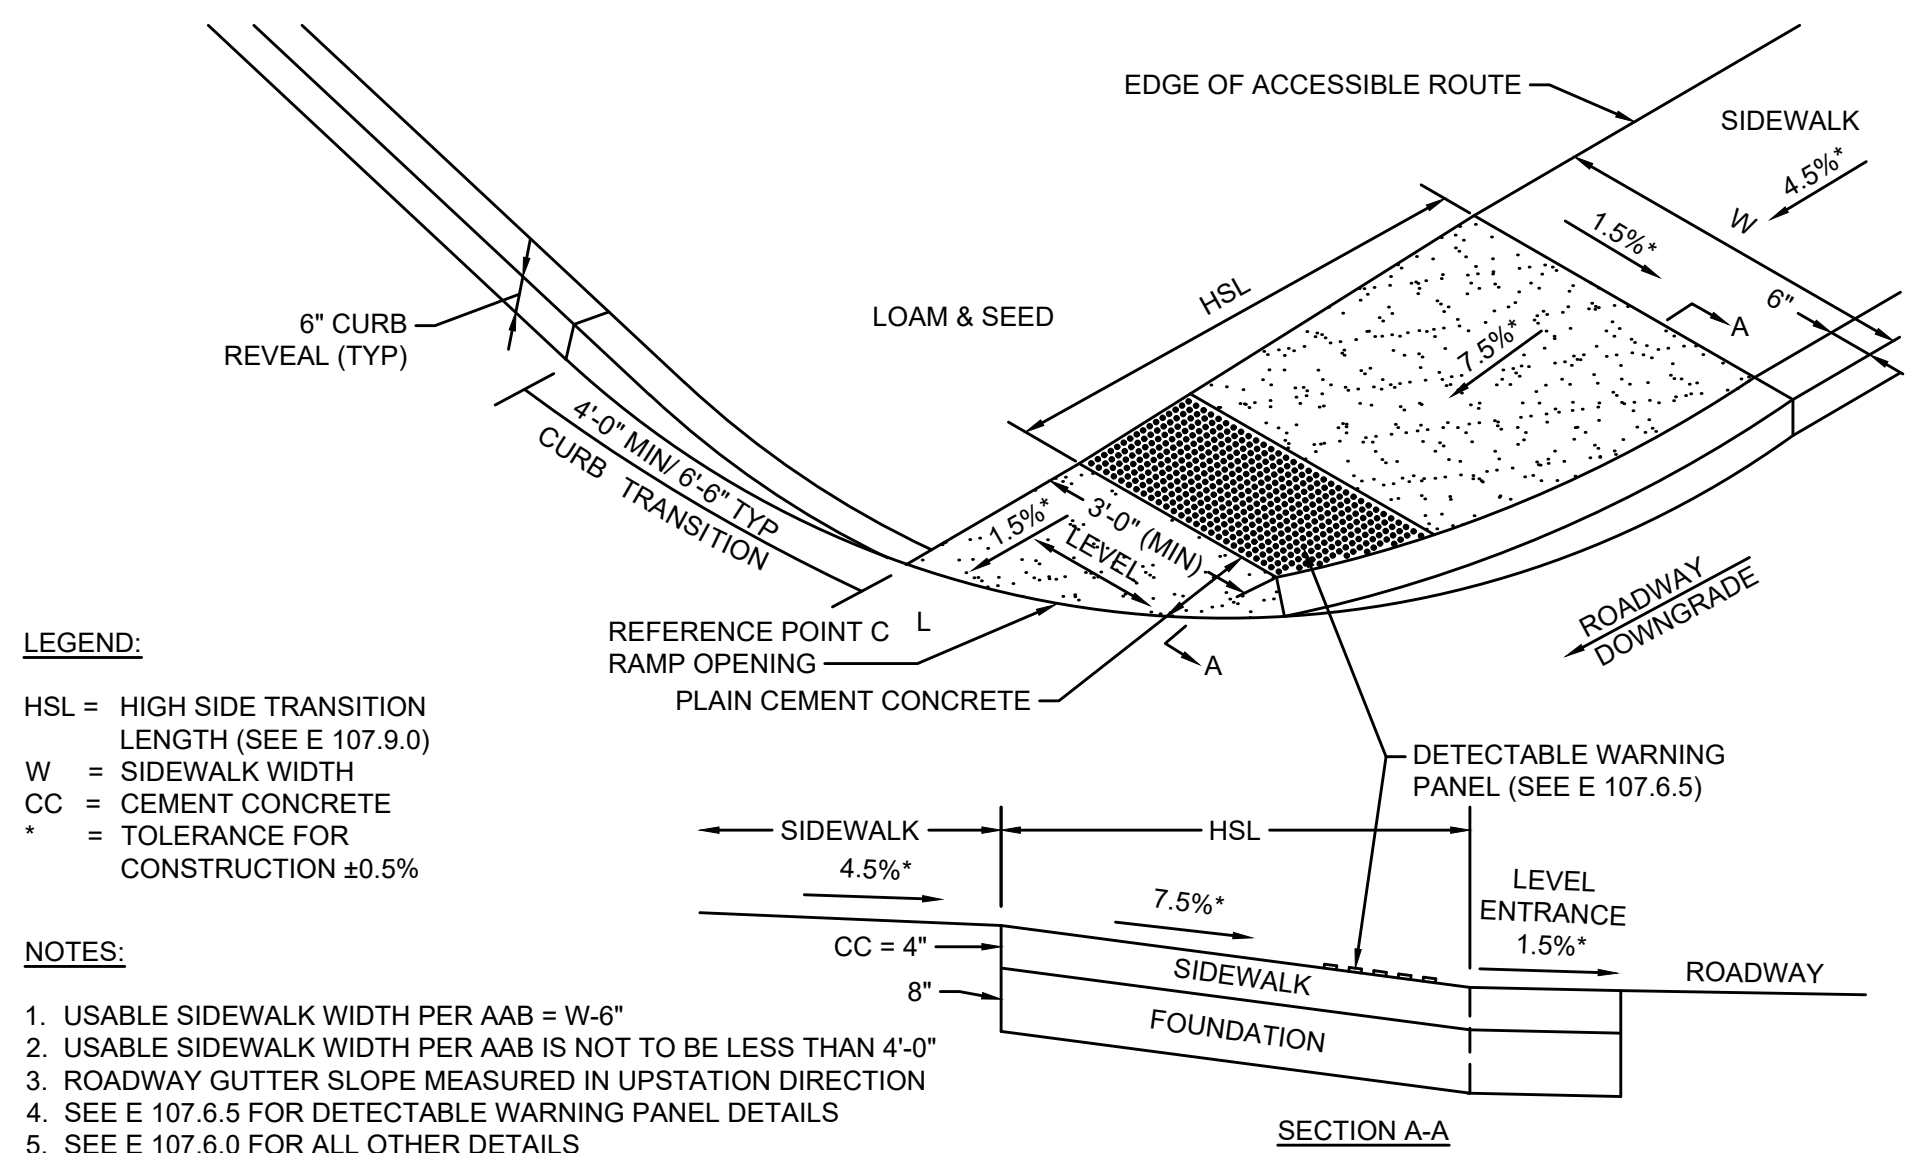 EDGE OF ACCESSIBLE ROUTE
SIDEWALK
4.5%*
W
1.5%*
6"
A
HSL
LOAM & SEED
7.5%*
6" CURB
REVEAL (TYP)
4'-0" MIN/ 6'-6" TYP
CURB TRANSITION
1.5%*
3'-0" (MIN)
LEVEL
ROADWAY
DOWNGRADE
REFERENCE POINT C L
RAMP OPENING
A
PLAIN CEMENT CONCRETE
DETECTABLE WARNING
PANEL (SEE E 107.6.5)
LEGEND:
HSL = HIGH SIDE TRANSITION
LENGTH (SEE E 107.9.0)
W = SIDEWALK WIDTH
CC = CEMENT CONCRETE
* = TOLERANCE FOR
CONSTRUCTION ±0.5%
SIDEWALK
HSL
4.5%*
7.5%*
LEVEL
ENTRANCE
1.5%*
CC = 4"
SIDEWALK
ROADWAY
8"
FOUNDATION
SECTION A-A
NOTES:
1. USABLE SIDEWALK WIDTH PER AAB = W-6"
2. USABLE SIDEWALK WIDTH PER AAB IS NOT TO BE LESS THAN 4'-0"
3. ROADWAY GUTTER SLOPE MEASURED IN UPSTATION DIRECTION
4. SEE E 107.6.5 FOR DETECTABLE WARNING PANEL DETAILS
5. SEE E 107.6.0 FOR ALL OTHER DETAILS